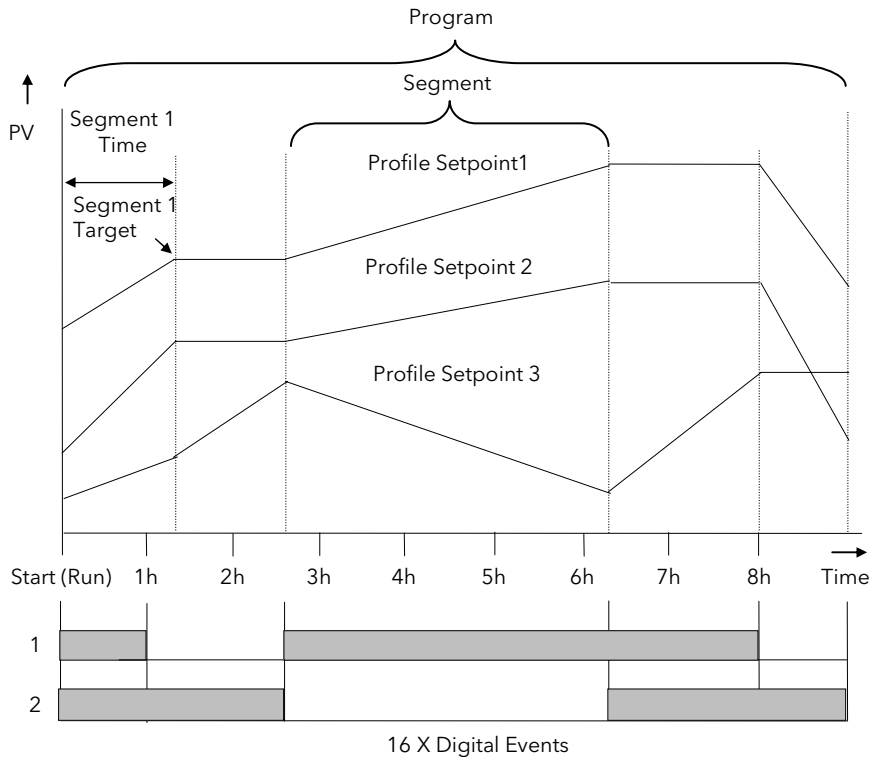 Program
Segment
PV
Segment 1
Time
Profile Setpoint1
Segment 1
Target
Profile Setpoint 2
Profile Setpoint 3
Start (Run) 1h 2h 3h 4h 5h 6h 7h 8h Time
1
2
16 X Digital Events